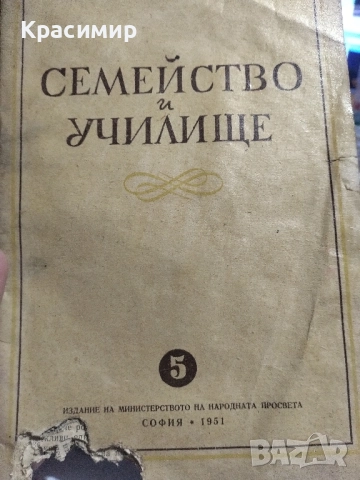 Красимир
СЕМЕЙСТВО
и
УЧИЛИЩЕ
5
ИЗДАНИЕ НА МИНИСТЕРСТВОТО НА НАРОДНАТА ПРОСВЕТА
СОФИЯ • 1951
BAZAR